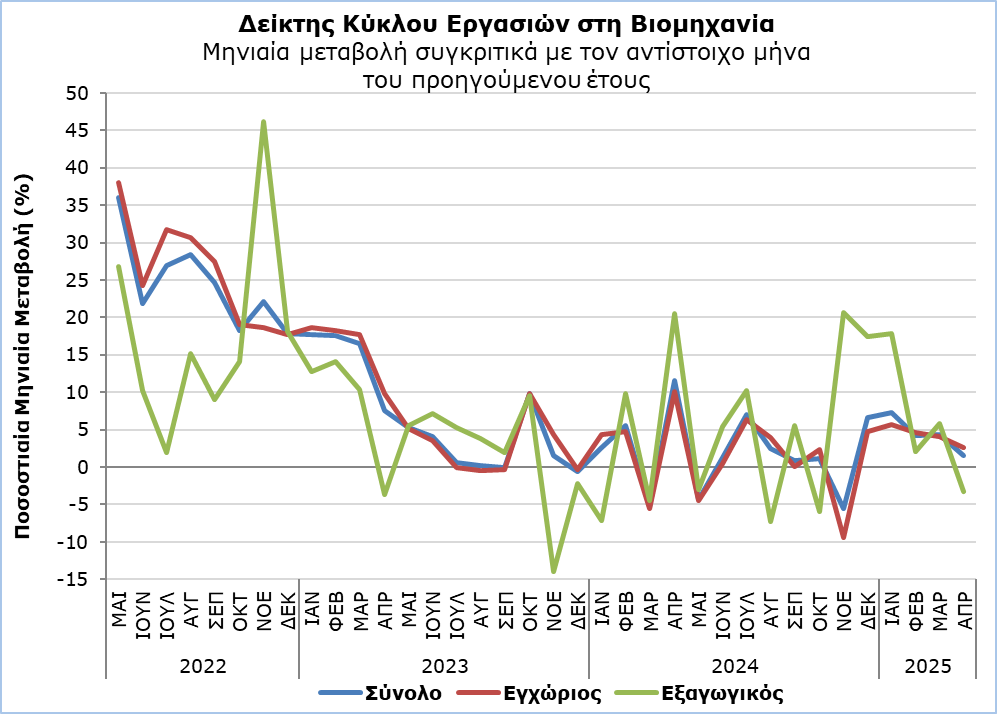 Δείκτης Κύκλου Εργασιών στη Βιομηχανία
Μηνιαία μεταβολή συγκριτικά με τον αντίστοιχο μήνα
του προηγούμενου έτους
Ποσοστιαία Μηνιαία Μεταβολή (%)
50
45
40
35
30
25
20
15
10
5
0
-5
-10
-15
ΜΑΙ ΙΟΥΝ ΙΟΥΛ ΑΥΓ ΣΕΠ ΟΚΤ ΝΟΕ ΔΕΚ ΙΑΝ ΦΕΒ ΜΑΡ ΑΠΡ ΜΑΙ ΙΟΥΝ ΙΟΥΛ ΑΥΓ ΣΕΠ ΟΚΤ ΝΟΕ ΔΕΚ ΙΑΝ ΦΕΒ ΜΑΡ ΑΠΡ ΜΑΙ ΙΟΥΝ ΙΟΥΛ ΑΥΓ ΣΕΠ ΟΚΤ ΝΟΕ ΔΕΚ ΙΑΝ ΦΕΒ ΜΑΡ ΑΠΡ
2022 2023 2024 2025
Σύνολο Εγχώριος Εξαγωγικός